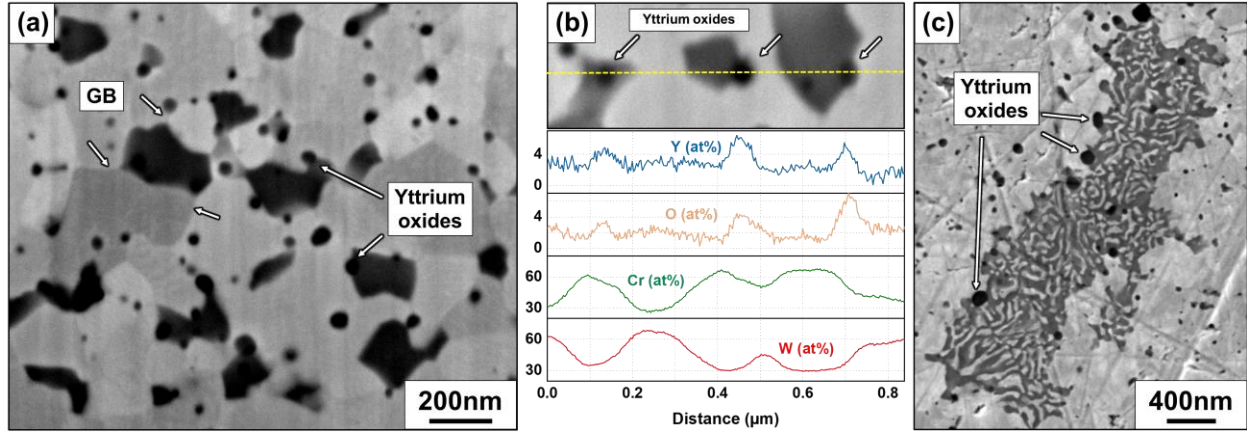 (a)
GB
Yttrium
oxides
200nm
(b)
Yttrium oxides
Y (at%)
4
0
O (at%)
4
0
Cr (at%)
60
30
W (at%)
60
30
0.0 0.2 0.4 0.6 0.8
Distance (µm)
(c)
Yttrium
oxides
400nm